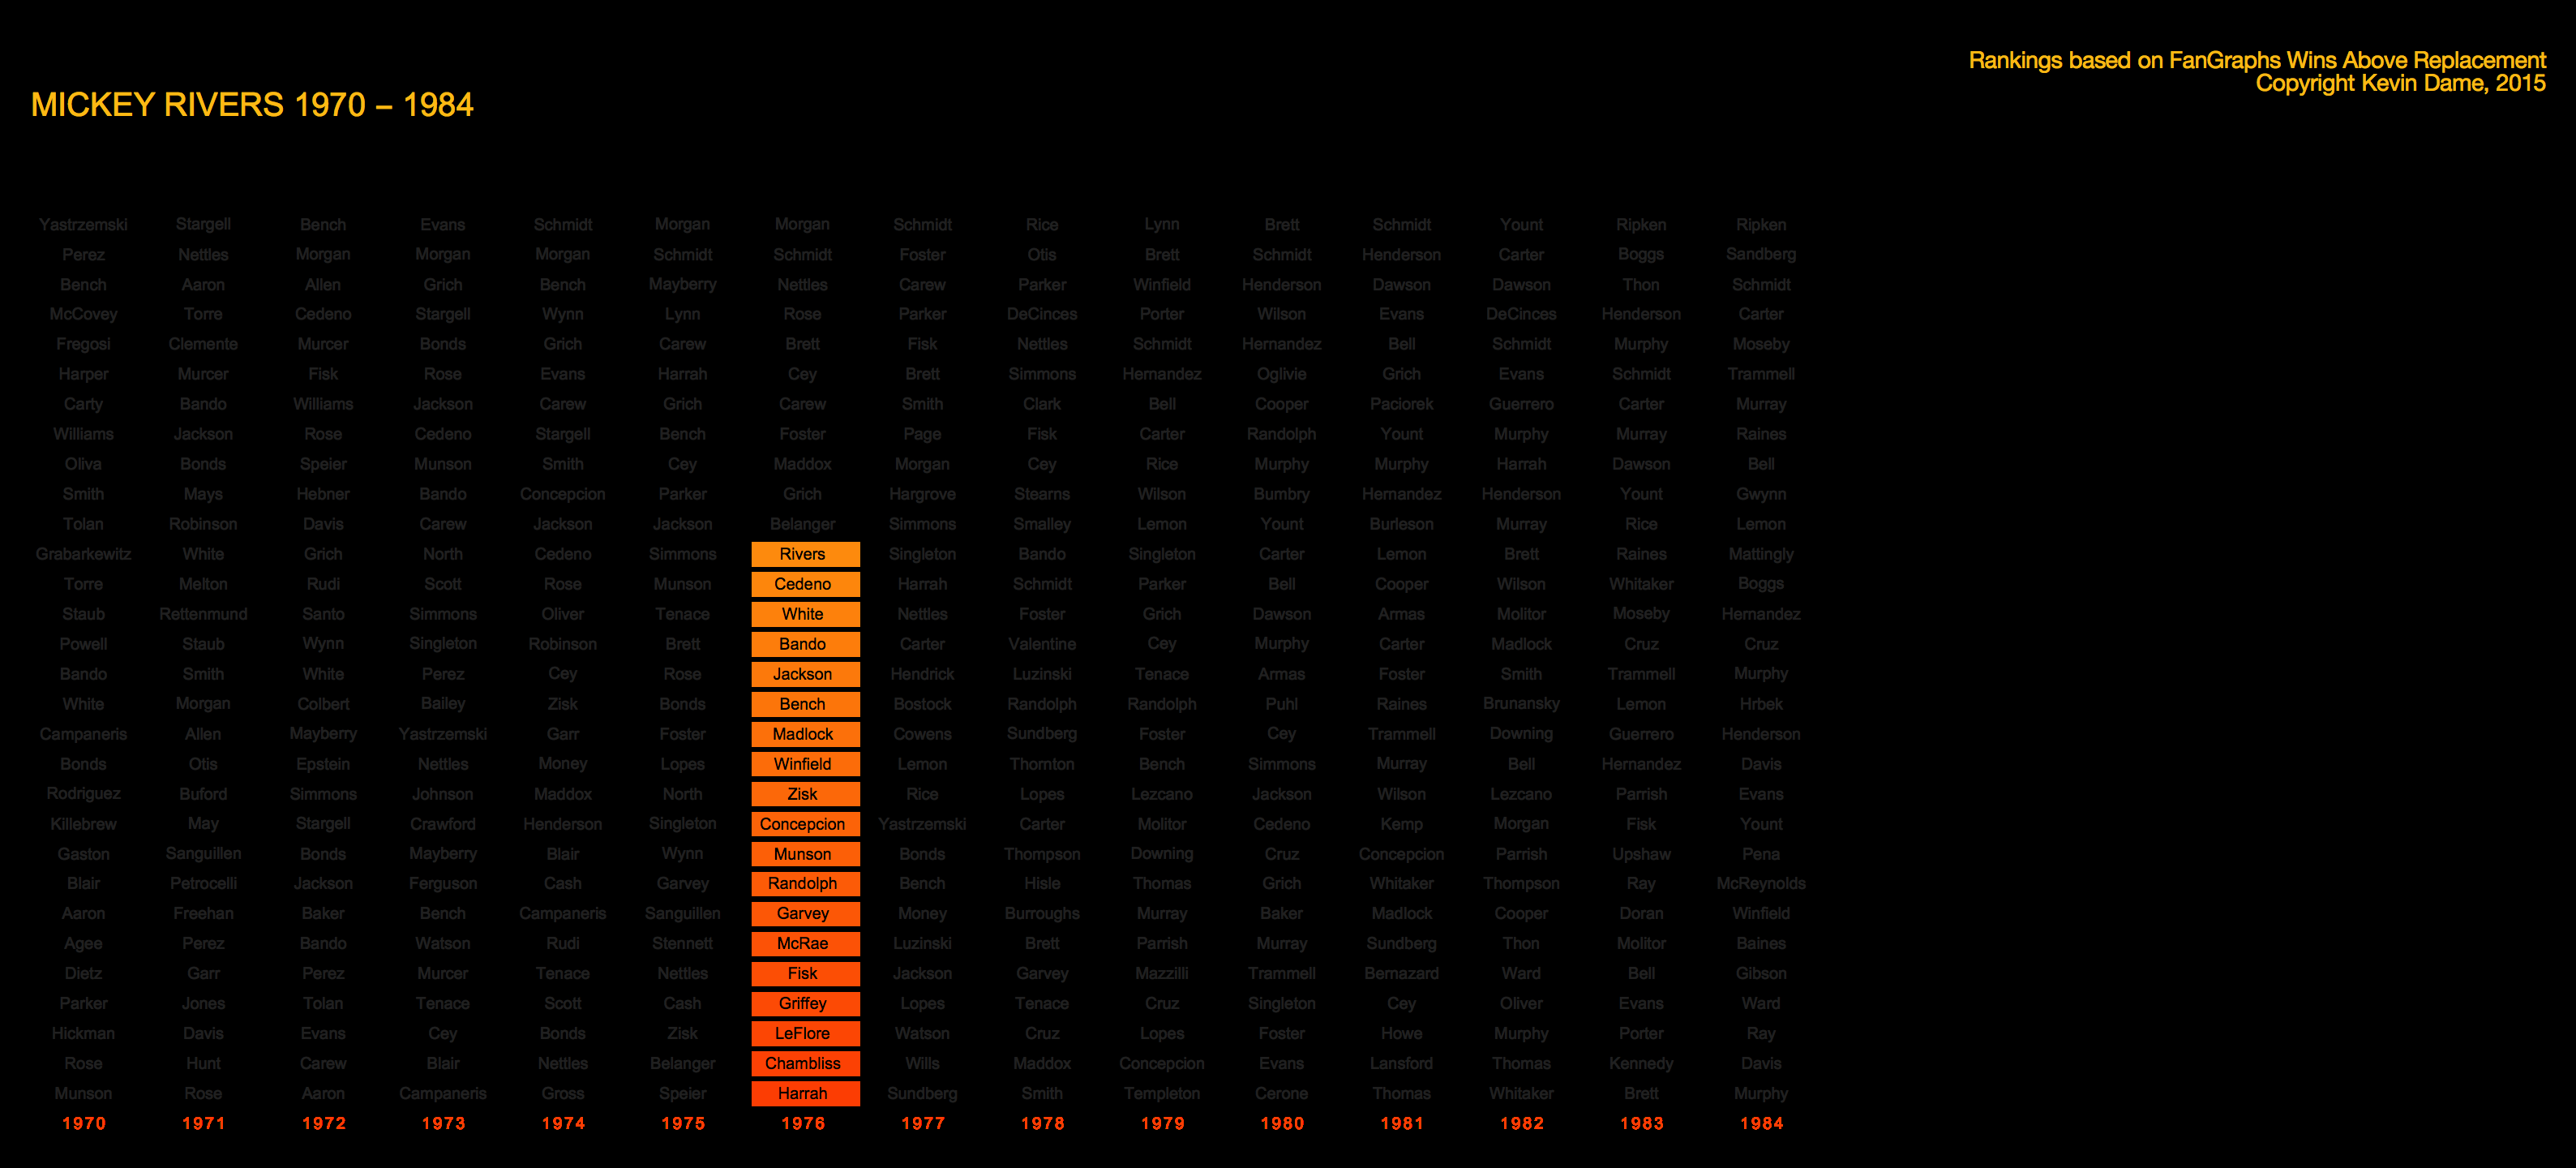 Rankings based on FanGraphs Wins Above Replacement
Copyright Kevin Dame, 2015
MICKEY RIVERS 1970 – 1984
Yastrzemski Stargell Bench Evans Schmidt Morgan Morgan Schmidt Rice Lynn Brett Schmidt Yount Ripken Ripken
Perez Nettles Morgan Morgan Morgan Schmidt Schmidt Foster Otis Brett Schmidt Henderson Carter Boggs Sandberg
Bench Aaron Allen Grich Bench Mayberry Nettles Carew Parker Winfield Henderson Dawson Dawson Thon Schmidt
McCovey Torre Cedeno Stargell Wynn Lynn Rose Parker DeCinces Porter Wilson Evans DeCinces Henderson Carter
Fregosi Clemente Murcer Bonds Grich Carew Brett Fisk Nettles Schmidt Hernandez Bell Schmidt Murphy Moseby
Harper Murcer Fisk Rose Evans Harrah Cey Brett Simmons Hernandez Oglivie Grich Evans Schmidt Trammell
Carty Bando Williams Jackson Carew Grich Carew Smith Clark Bell Cooper Paciorek Guerrero Carter Murray
Williams Jackson Rose Cedeno Stargell Bench Foster Page Fisk Carter Randolph Yount Murphy Murray Raines
Oliva Bonds Speier Munson Smith Cey Maddox Morgan Cey Rice Murphy Murphy Harrah Dawson Bell
Smith Mays Hebner Bando Concepcion Parker Grich Hargrove Stearns Wilson Bumbry Hernandez Henderson Yount Gwynn
Tolan Robinson Davis Carew Jackson Jackson Belanger Simmons Smalley Lemon Yount Burleson Murray Rice Lemon
Grabarkewitz White Grich North Cedeno Simmons Rivers Singleton Bando Singleton Carter Lemon Brett Raines Mattingly
Torre Melton Rudi Scott Rose Munson Cedeno Harrah Schmidt Parker Bell Cooper Wilson Whitaker Boggs
Staub Rettenmund Santo Simmons Oliver Tenace White Nettles Foster Grich Dawson Armas Molitor Moseby Hernandez
Powell Staub Wynn Singleton Robinson Brett Bando Carter Valentine Cey Murphy Carter Madlock Cruz Cruz
Bando Smith White Perez Cey Rose Jackson Hendrick Luzinski Tenace Armas Foster Smith Trammell Murphy
White Morgan Colbert Bailey Zisk Bonds Bench Bostock Randolph Randolph Puhl Raines Brunansky Lemon Hrbek
Campaneris Allen Mayberry Yastrzemski Garr Foster Madlock Cowens Sundberg Foster Cey Trammell Downing Guerrero Henderson
Bonds Otis Epstein Nettles Money Lopes Winfield Lemon Thornton Bench Simmons Murray Bell Hernandez Davis
Rodriguez Buford Simmons Johnson Maddox North Zisk Rice Lopes Lezcano Jackson Wilson Lezcano Parrish Evans
Killebrew May Stargell Crawford Henderson Singleton Concepcion Yastrzemski Carter Molitor Cedeno Kemp Morgan Fisk Yount
Gaston Sanguillen Bonds Mayberry Blair Wynn Munson Bonds Thompson Downing Cruz Concepcion Parrish Upshaw Pena
Blair Petrocelli Jackson Ferguson Cash Garvey Randolph Bench Hisle Thomas Grich Whitaker Thompson Ray McReynolds
Aaron Freehan Baker Bench Campaneris Sanguillen Garvey Money Burroughs Murray Baker Madlock Cooper Doran Winfield
Agee Perez Bando Watson Rudi Stennett McRae Luzinski Brett Parrish Murray Sundberg Thon Molitor Baines
Dietz Garr Perez Murcer Tenace Nettles Fisk Jackson Garvey Mazzilli Trammell Bernazard Ward Bell Gibson
Parker Jones Tolan Tenace Scott Cash Griffey Lopes Tenace Cruz Singleton Cey Oliver Evans Ward
Hickman Davis Evans Cey Bonds Zisk LeFlore Watson Cruz Lopes Foster Howe Murphy Porter Ray
Rose Hunt Carew Blair Nettles Belanger Chambliss Wills Maddox Concepcion Evans Lansford Thomas Kennedy Davis
Munson Rose Aaron Campaneris Gross Speier Harrah Sundberg Smith Templeton Cerone Thomas Whitaker Brett Murphy
1970 1971 1972 1973 1974 1975 1976 1977 1978 1979 1980 1981 1982 1983 1984